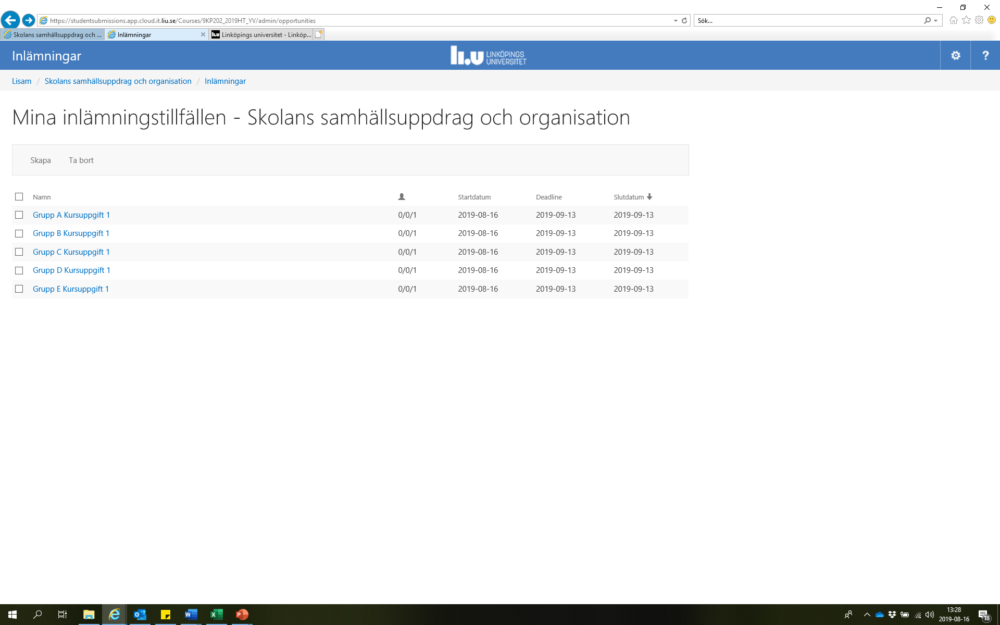 https://studentsubmissions.app.cloud.it.liu.se/Courses/9KP202_2019HT_YV/admin/opportunities
Sök...
Skolans samhällsuppdrag och ...
Inlämningar
Linköpings universitet - Linköp...
Inlämningar
LINKÖPINGS
UNIVERSITET
?
Lisam / Skolans samhällsuppdrag och organisation / Inlämningar
Mina inlämningstillfällen - Skolans samhällsuppdrag och organisation
Skapa Ta bort
Namn Startdatum Deadline Slutdatum
Grupp A Kursuppgift 1 0/0/1 2019-08-16 2019-09-13 2019-09-13
Grupp B Kursuppgift 1 0/0/1 2019-08-16 2019-09-13 2019-09-13
Grupp C Kursuppgift 1 0/0/1 2019-08-16 2019-09-13 2019-09-13
Grupp D Kursuppgift 1 0/0/1 2019-08-16 2019-09-13 2019-09-13
Grupp E Kursuppgift 1 0/0/1 2019-08-16 2019-09-13 2019-09-13
13:28
2019-08-16
18